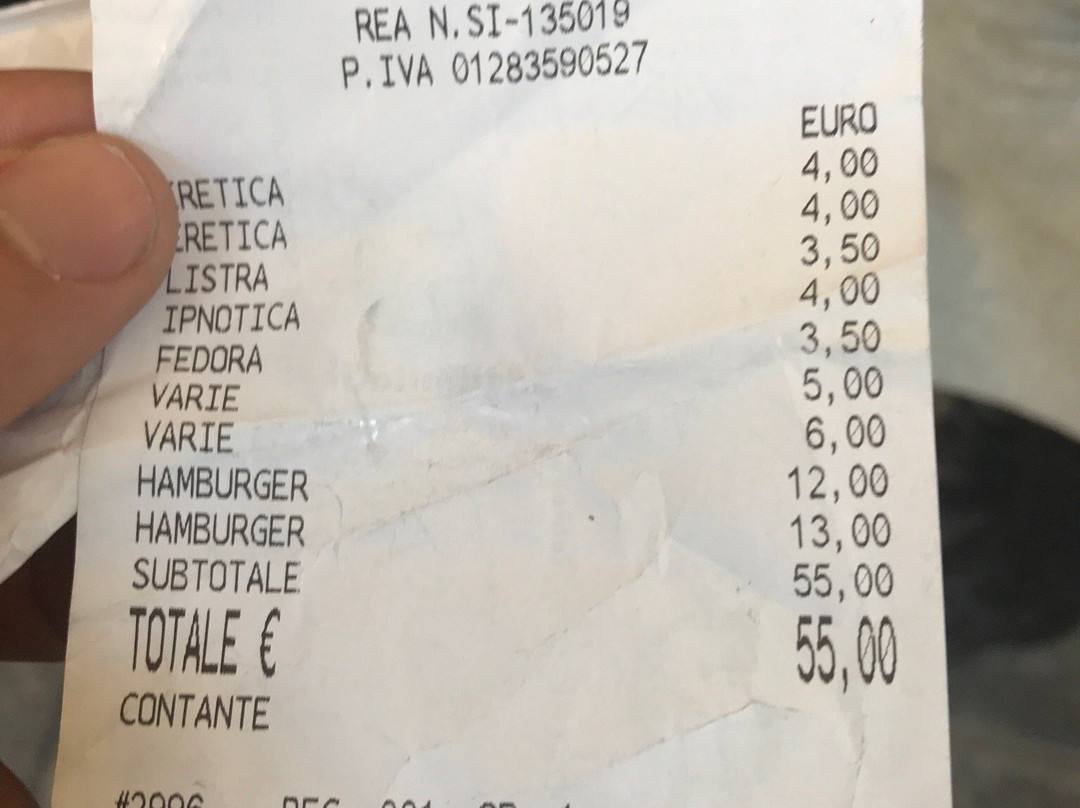 REA N.SI-135019
P.IVA 01283590527
EURO
ERETICA 4,00
ERETICA 4,00
LISTRA 3,50
IPNOTICA 4,00
FEDORA 3,50
VARIE 5,00
VARIE 6,00
HAMBURGER 12,00
HAMBURGER 13,00
SUBTOTALE 55,00
TOTALE € 55,00
CONTANTE